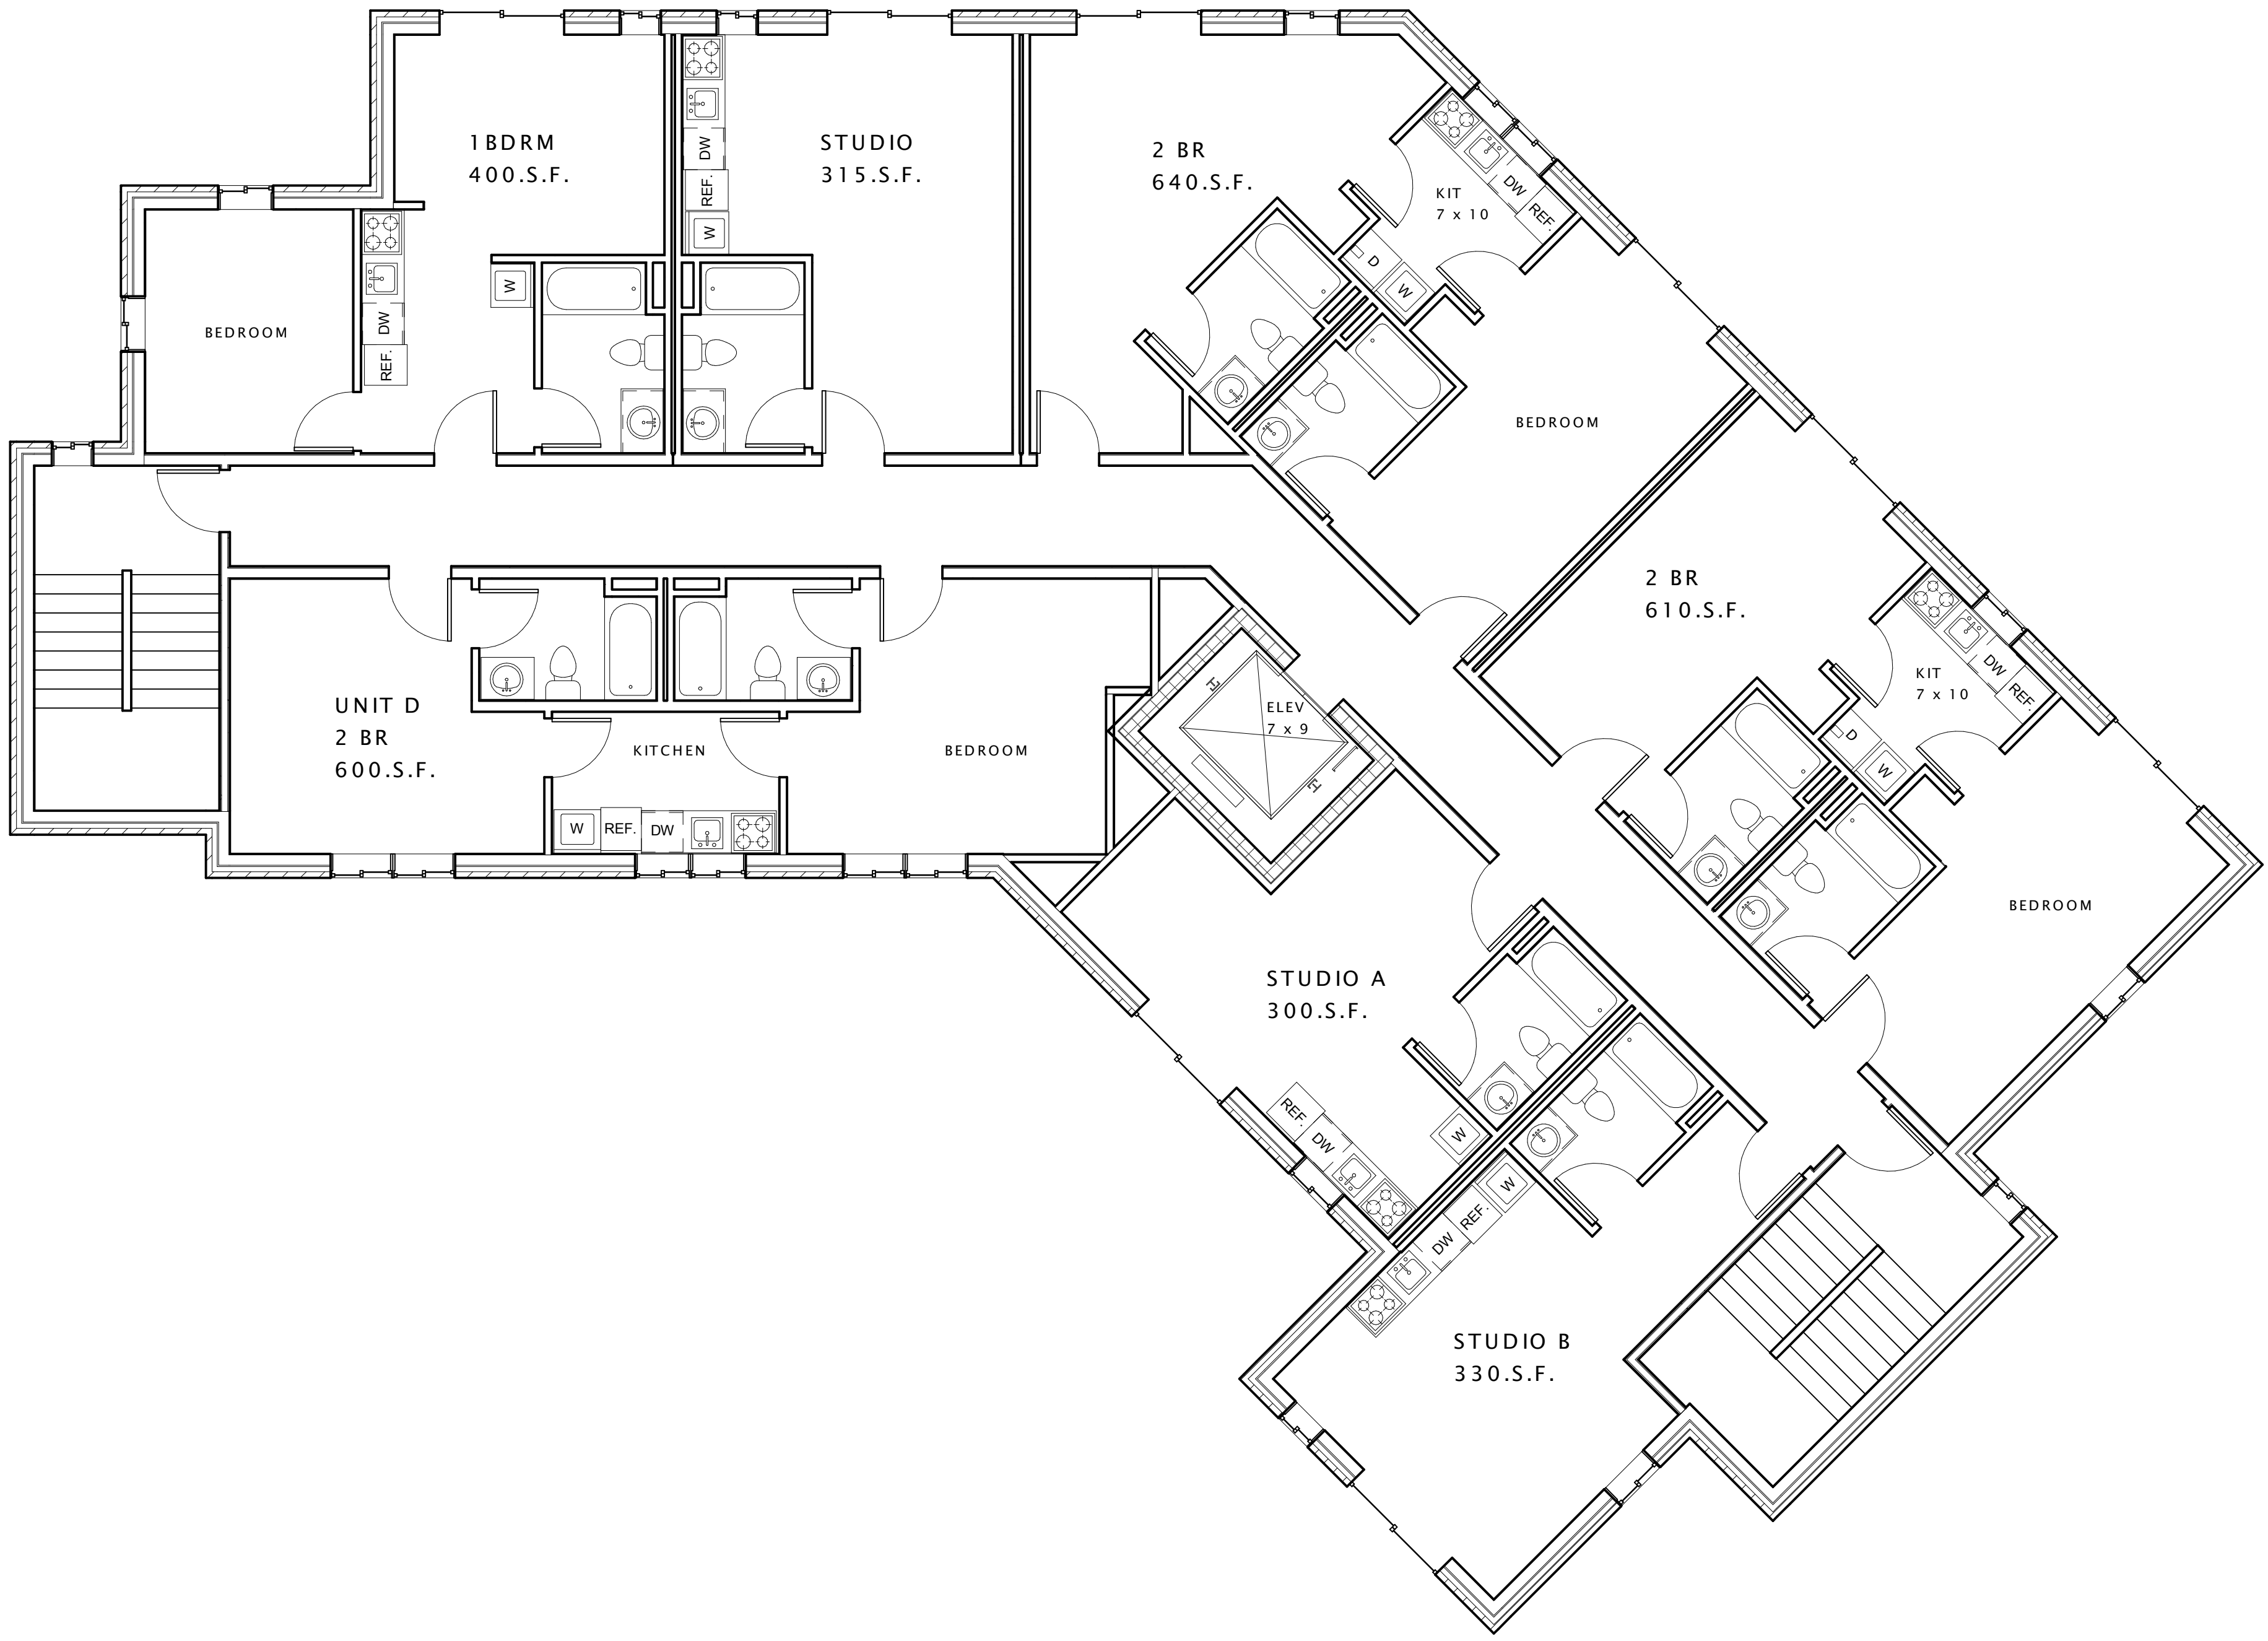 1BDRM
400.S.F.
STUDIO
315.S.F.
2 BR
640.S.F.
KIT
7 x 10
DW
REF.
W
DW
REF.
DW
REF.
W
D
W
BEDROOM
BEDROOM
2 BR
610.S.F.
KIT
7 x 10
DW
REF.
D
W
BEDROOM
UNIT D
2 BR
600.S.F.
KITCHEN
W
REF.
DW
BEDROOM
ELEV
7 x 9
STUDIO A
300.S.F.
REF.
DW
W
W
REF.
DW
STUDIO B
330.S.F.